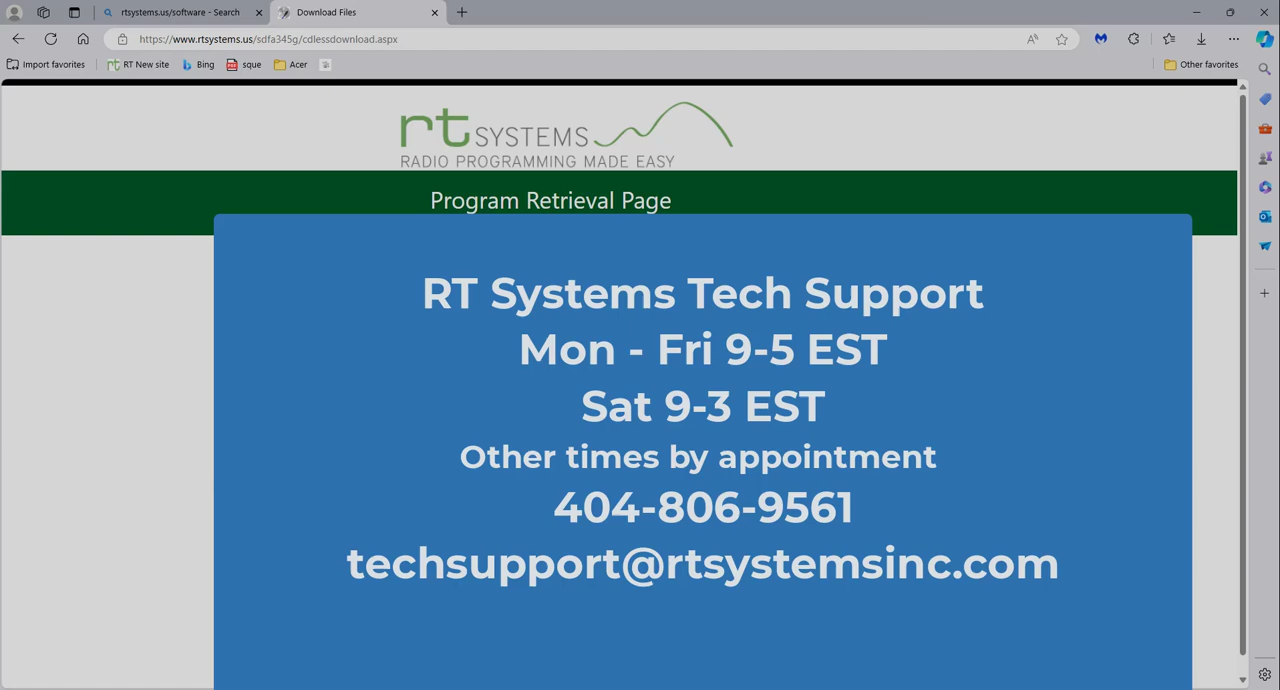 rtsystems.us/software - Search
Download Files
https://www.rtsystems.us/sdfa345g/cdlessdownload.aspx
Import favorites
RT New site
Bing
sque
Acer
Other favorites
rt SYSTEMS
RADIO PROGRAMMING MADE EASY
Program Retrieval Page
RT Systems Tech Support
Mon - Fri 9-5 EST
Sat 9-3 EST
Other times by appointment
404-806-9561
techsupport@rtsystemsinc.com